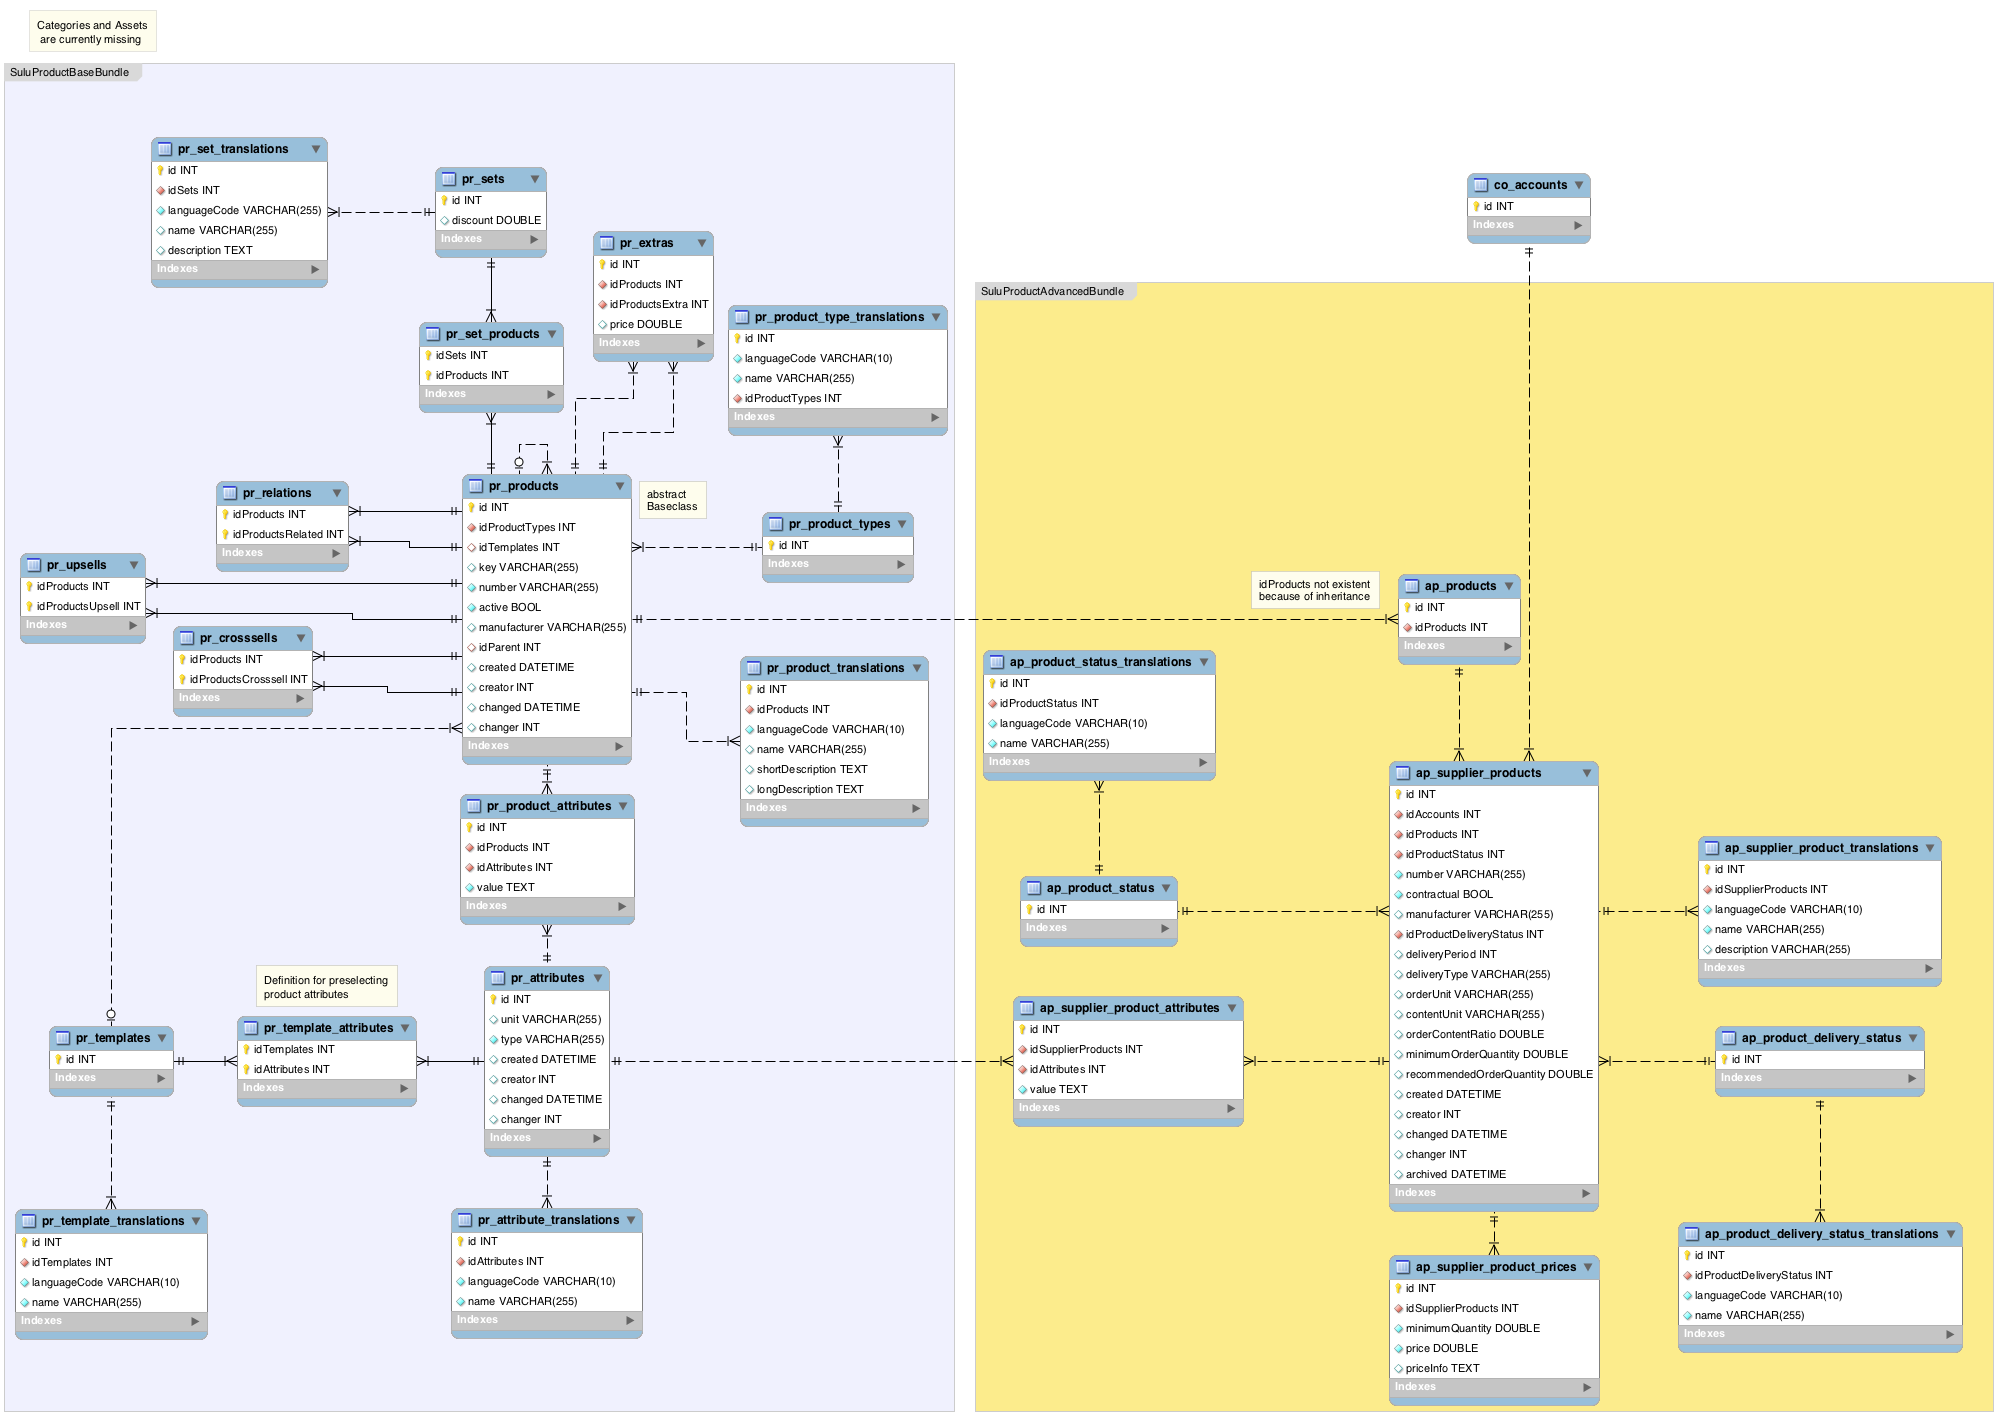 Categories and Assets
are currently missing
SuluProductBaseBundle
pr_set_translations
id INT
idSets INT
languageCode VARCHAR(255)
name VARCHAR(255)
description TEXT
Indexes
pr_sets
id INT
discount DOUBLE
Indexes
pr_extras
id INT
idProducts INT
idProductsExtra INT
price DOUBLE
Indexes
pr_set_products
idSets INT
idProducts INT
Indexes
pr_product_type_translations
id INT
languageCode VARCHAR(10)
name VARCHAR(255)
idProductTypes INT
Indexes
pr_relations
idProducts INT
idProductsRelated INT
Indexes
pr_products
id INT
idProductTypes INT
idTemplates INT
key VARCHAR(255)
number VARCHAR(255)
active BOOL
manufacturer VARCHAR(255)
idParent INT
created DATETIME
creator INT
changed DATETIME
changer INT
Indexes
abstract
Baseclass
pr_product_types
id INT
Indexes
pr_upsells
idProducts INT
idProductsUpsell INT
Indexes
pr_crosssells
idProducts INT
idProductsCrosssell INT
Indexes
pr_product_translations
id INT
idProducts INT
languageCode VARCHAR(10)
name VARCHAR(255)
shortDescription TEXT
longDescription TEXT
Indexes
pr_product_attributes
id INT
idProducts INT
idAttributes INT
value TEXT
Indexes
Definition for preselecting
product attributes
pr_attributes
id INT
unit VARCHAR(255)
type VARCHAR(255)
created DATETIME
creator INT
changed DATETIME
changer INT
Indexes
pr_templates
id INT
Indexes
pr_template_attributes
idTemplates INT
idAttributes INT
Indexes
pr_template_translations
id INT
idTemplates INT
languageCode VARCHAR(10)
name VARCHAR(255)
Indexes
pr_attribute_translations
id INT
idAttributes INT
languageCode VARCHAR(10)
name VARCHAR(255)
Indexes
co_accounts
id INT
Indexes
SuluProductAdvancedBundle
idProducts not existent
because of inheritance
ap_products
id INT
idProducts INT
Indexes
ap_product_status_translations
id INT
idProductStatus INT
languageCode VARCHAR(10)
name VARCHAR(255)
Indexes
ap_product_status
id INT
Indexes
ap_supplier_products
id INT
idAccounts INT
idProducts INT
idProductStatus INT
number VARCHAR(255)
contractual BOOL
manufacturer VARCHAR(255)
idProductDeliveryStatus INT
deliveryPeriod INT
deliveryType VARCHAR(255)
orderUnit VARCHAR(255)
contentUnit VARCHAR(255)
orderContentRatio DOUBLE
minimumOrderQuantity DOUBLE
recommendedOrderQuantity DOUBLE
created DATETIME
creator INT
changed DATETIME
changer INT
archived DATETIME
Indexes
ap_supplier_product_translations
id INT
idSupplierProducts INT
languageCode VARCHAR(10)
name VARCHAR(255)
description VARCHAR(255)
Indexes
ap_supplier_product_attributes
id INT
idSupplierProducts INT
idAttributes INT
value TEXT
Indexes
ap_product_delivery_status
id INT
Indexes
ap_product_delivery_status_translations
id INT
idProductDeliveryStatus INT
languageCode VARCHAR(10)
name VARCHAR(255)
Indexes
ap_supplier_product_prices
id INT
idSupplierProducts INT
minimumQuantity DOUBLE
price DOUBLE
priceInfo TEXT
Indexes